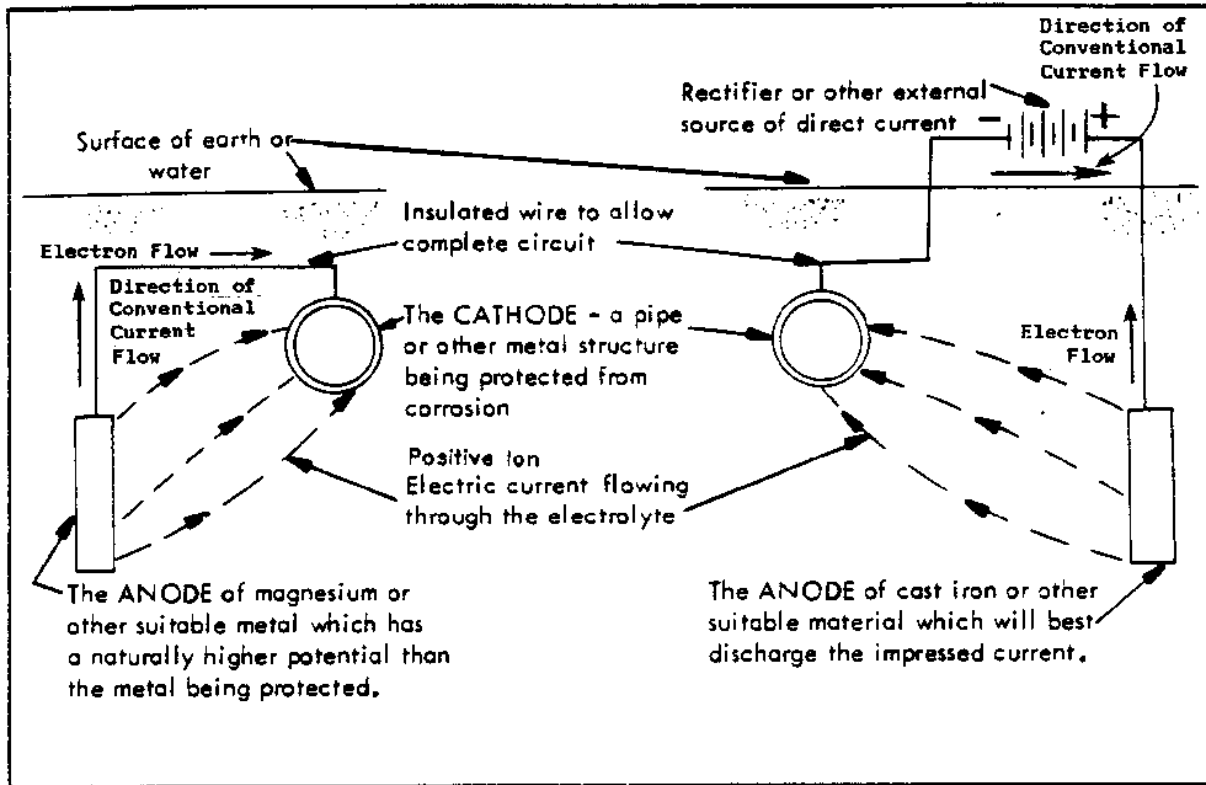 Direction of
Conventional
Current Flow
Rectifier or other external
source of direct current
-
+
Surface of earth or
water
Insulated wire to allow
complete circuit
Electron Flow
Direction of
Conventional
Current
Flow
The CATHODE - a pipe
or other metal structure
being protected from
corrosion
Electron
Flow
Positive Ion
Electric current flowing
through the electrolyte
The ANODE of magnesium or
other suitable metal which has
a naturally higher potential than
the metal being protected.
The ANODE of cast iron or other
suitable material which will best
discharge the impressed current.